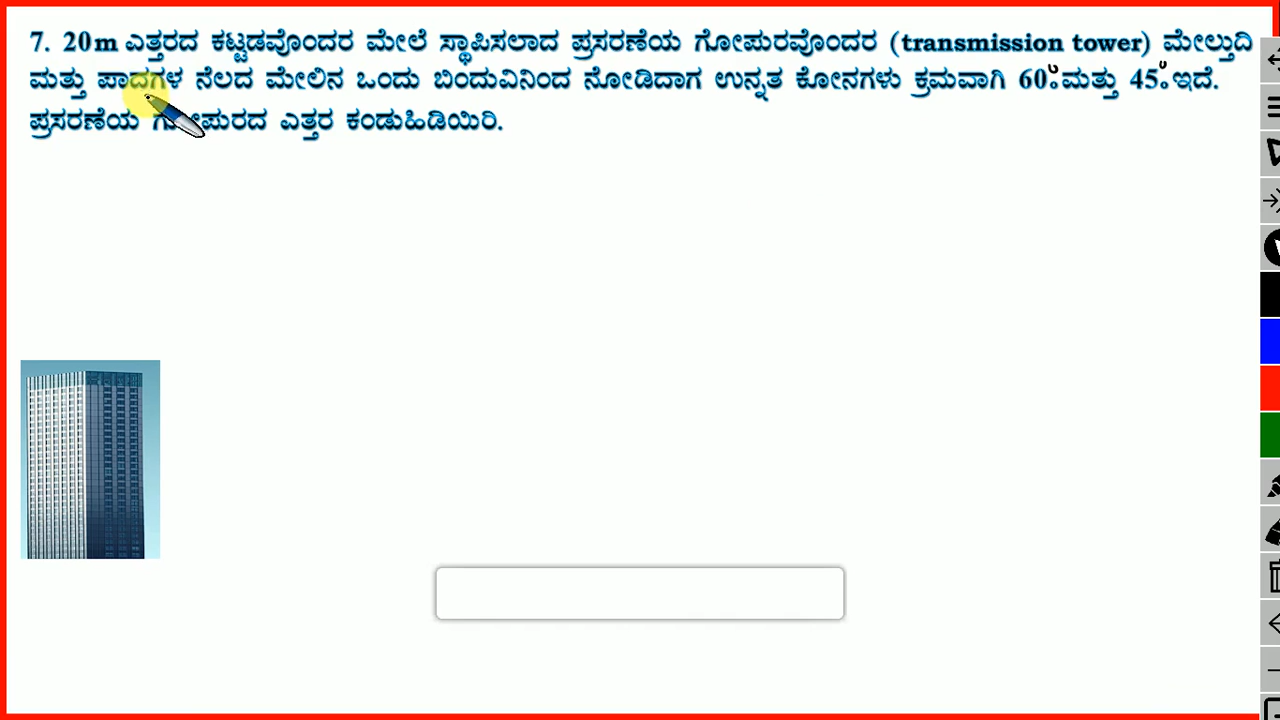 7. 20m ಎತ್ತರದ ಕಟ್ಟಡವೊಂದರ ಮೇಲೆ ಸ್ಥಾಪಿಸಲಾದ ಪ್ರಸರಣೆಯ ಗೋಪುರವೊಂದರ (transmission tower) ಮೇಲ್ತುದಿ
ಮತ್ತು ಪಾದಗಳ ನೆಲದ ಮೇಲಿನ ಒಂದು ಬಿಂದುವಿನಿಂದ ನೋಡಿದಾಗ ಉನ್ನತ ಕೋನಗಳು ಕ್ರಮವಾಗಿ 60° ಮತ್ತು 45° ಇದೆ.
ಪ್ರಸರಣೆಯ ಗೋಪುರದ ಎತ್ತರ ಕಂಡುಹಿಡಿಯಿರಿ.